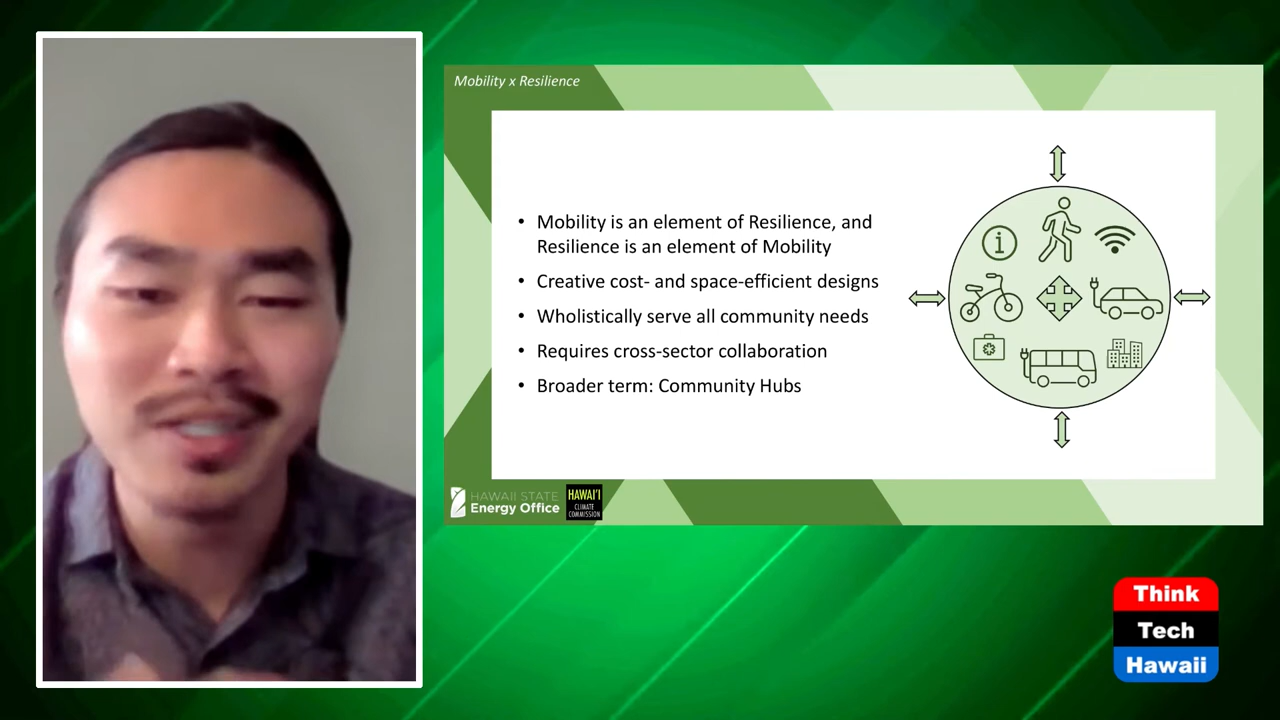 Mobility x Resilience
• Mobility is an element of Resilience, and
Resilience is an element of Mobility
• Creative cost- and space-efficient designs
• Wholistically serve all community needs
• Requires cross-sector collaboration
• Broader term: Community Hubs
HAWAII STATE
Energy Office
HAWAI'I
CLIMATE
COMMISSION
Think
Tech
Hawaii